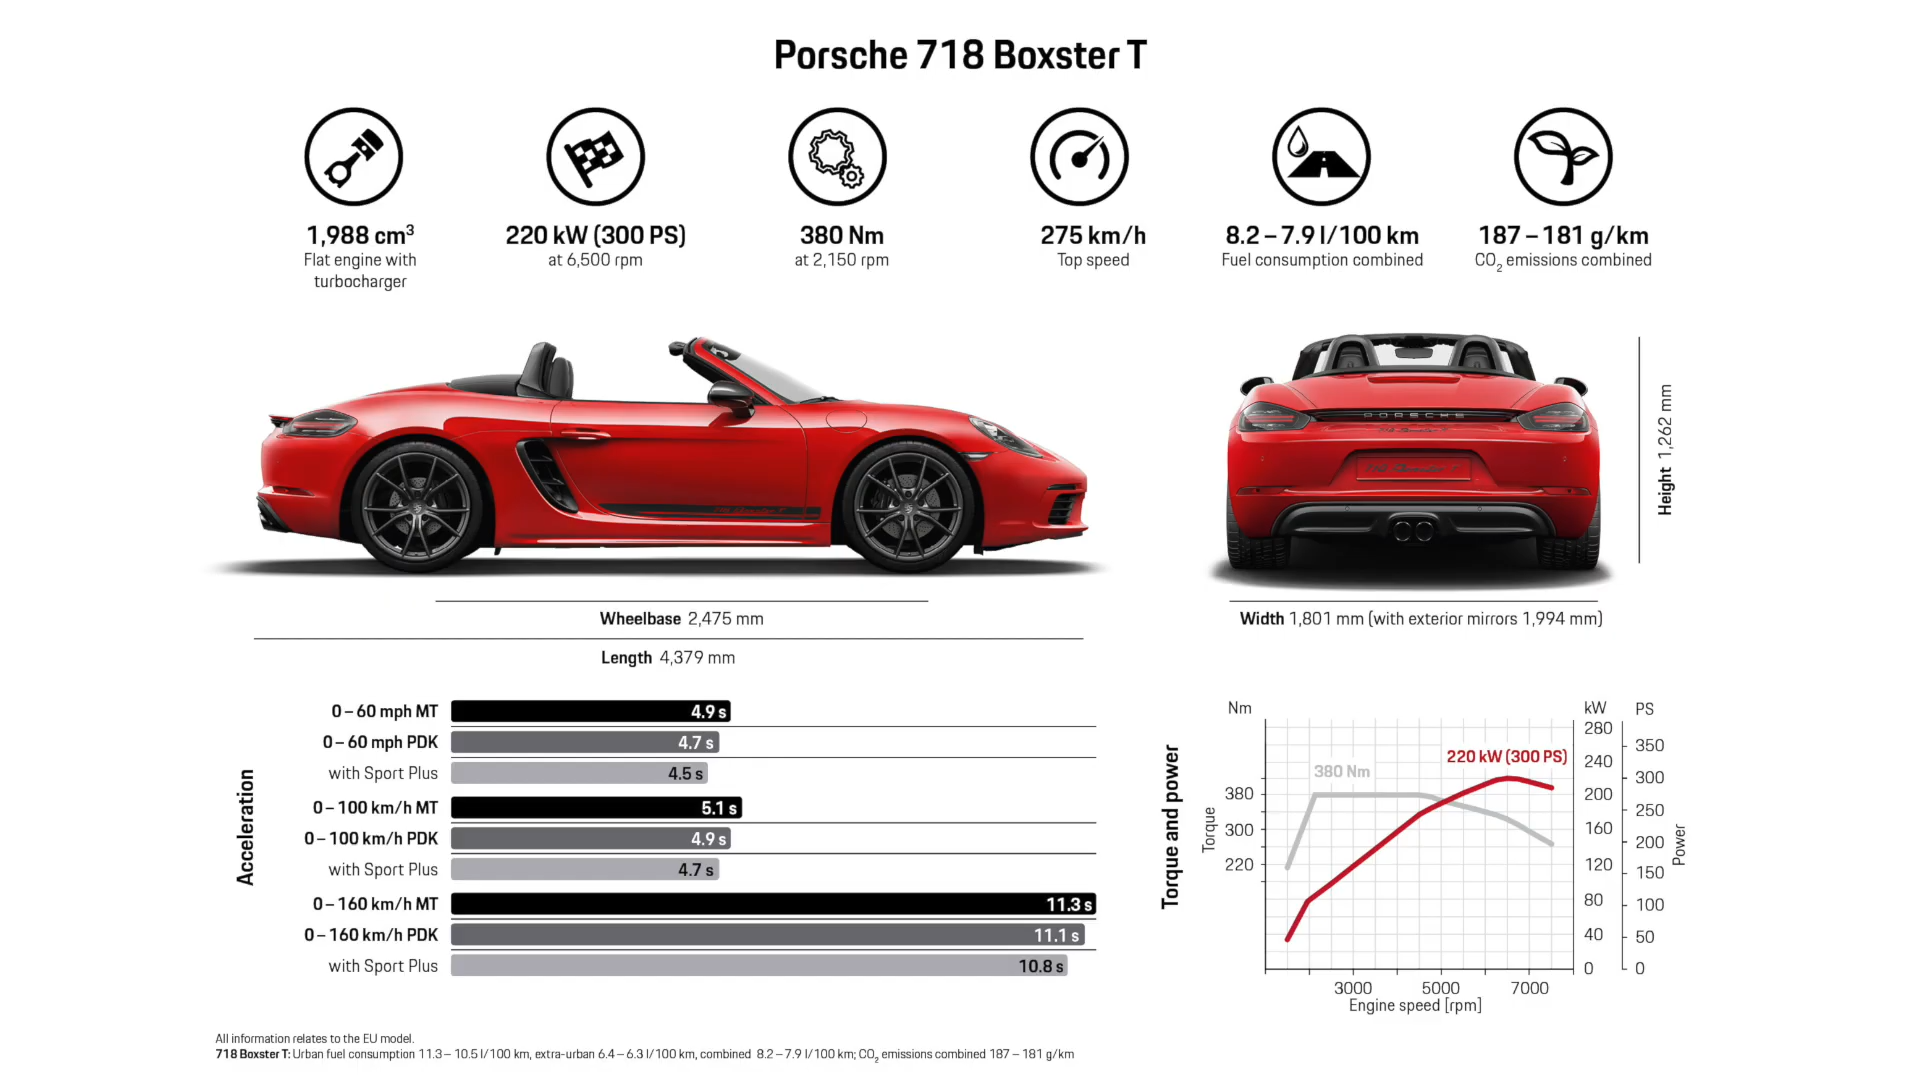 Porsche 718 Boxster T
1,988 cm³
Flat engine with
turbocharger
220 kW (300 PS)
at 6,500 rpm
380 Nm
at 2,150 rpm
275 km/h
Top speed
8.2 – 7.9 l/100 km
Fuel consumption combined
187 – 181 g/km
CO₂ emissions combined
718 Boxster T
PORSCHE
718 Boxster T
Height 1,262 mm
Wheelbase 2,475 mm
Length 4,379 mm
Width 1,801 mm (with exterior mirrors 1,994 mm)
Acceleration
0 – 60 mph MT 4.9 s
0 – 60 mph PDK 4.7 s
with Sport Plus 4.5 s
0 – 100 km/h MT 5.1 s
0 – 100 km/h PDK 4.9 s
with Sport Plus 4.7 s
0 – 160 km/h MT 11.3 s
0 – 160 km/h PDK 11.1 s
with Sport Plus 10.8 s
Torque and power
Nm
Torque
380
300
220
380 Nm
220 kW (300 PS)
kW
280
240
200
160
120
80
40
0
PS
350
300
250
200
150
100
50
0
Power
3000 5000 7000
Engine speed [rpm]
All information relates to the EU model.
718 Boxster T: Urban fuel consumption 11.3 – 10.5 l/100 km, extra-urban 6.4 – 6.3 l/100 km, combined 8.2 – 7.9 l/100 km; CO₂ emissions combined 187 – 181 g/km